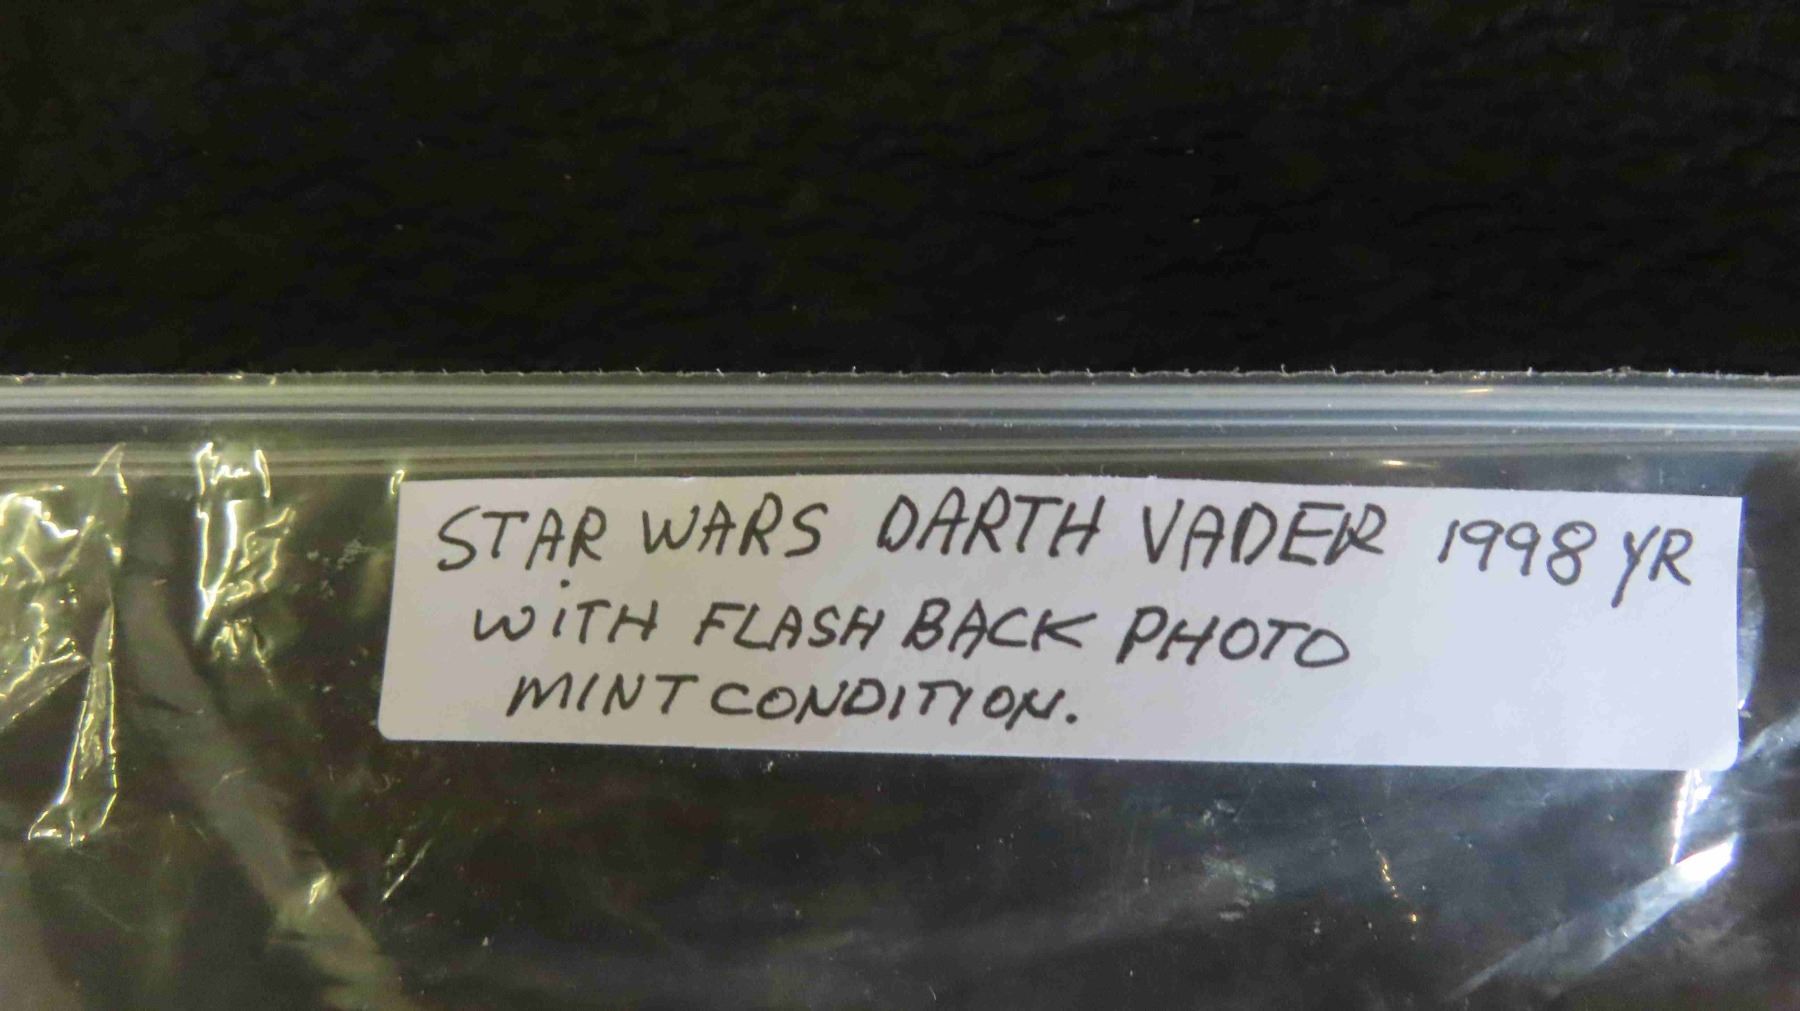 STAR WARS DARTH VADER 1998 YR
WiTH FLASH BACK PHOTO
MINT CONDITION.